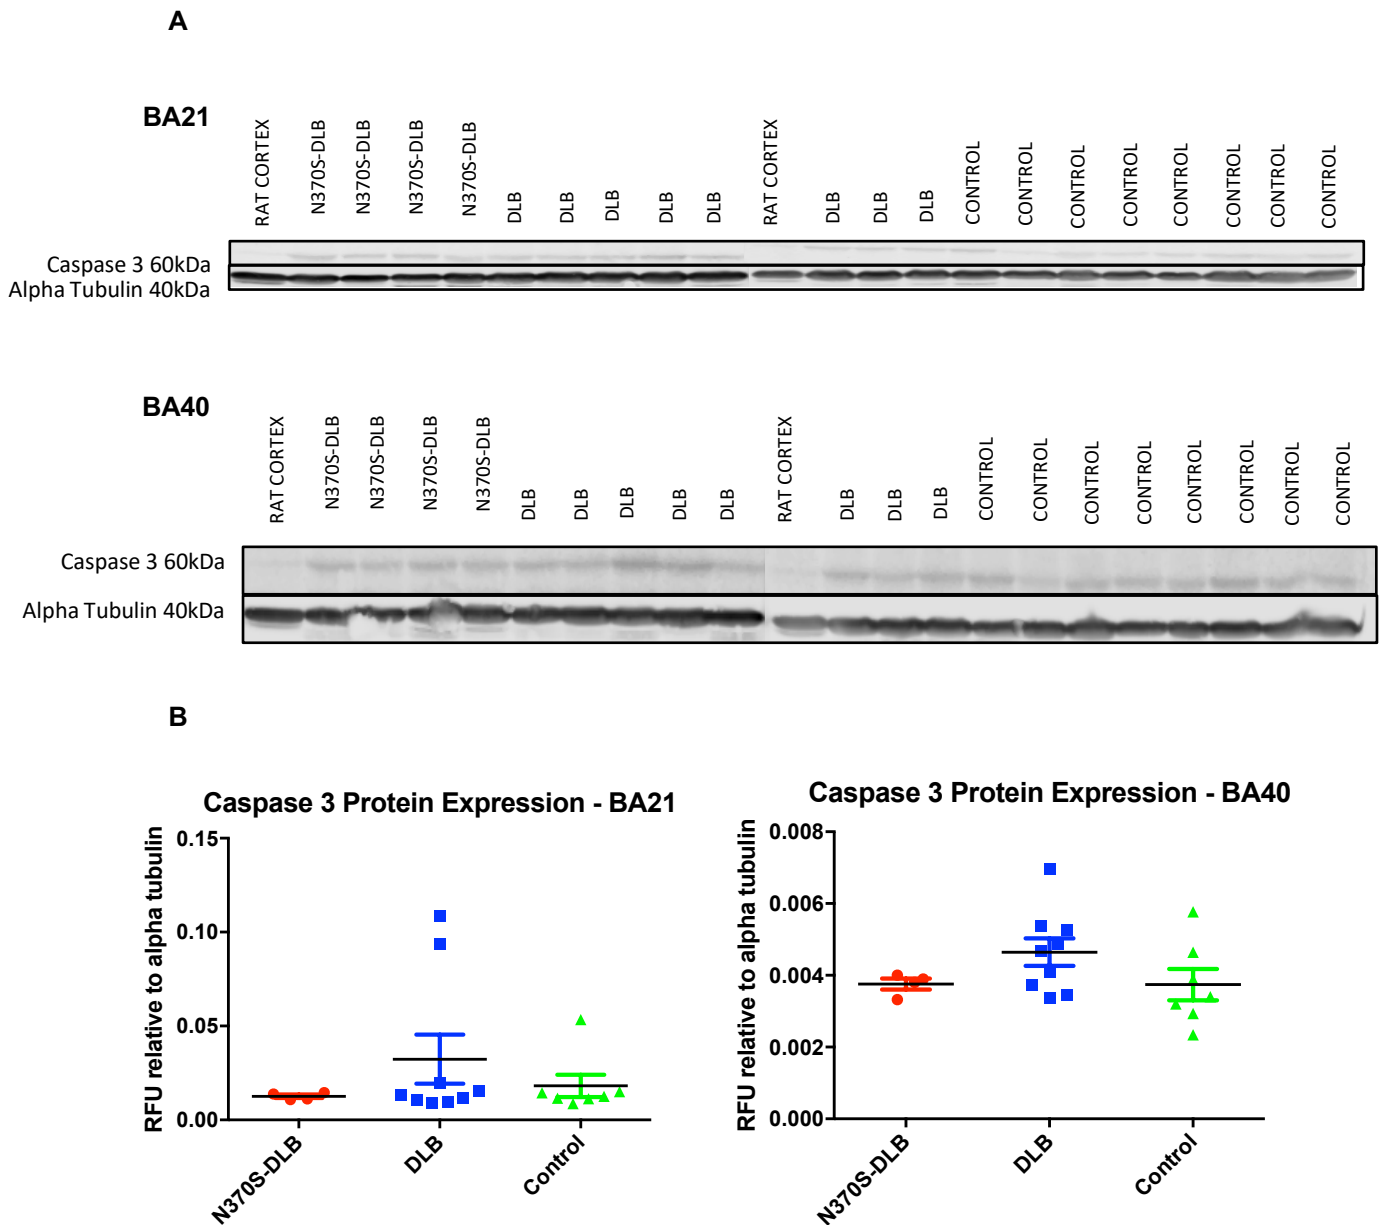 A
BA21
RAT CORTEX
N370S-DLB
N370S-DLB
N370S-DLB
N370S-DLB
DLB
DLB
DLB
DLB
DLB
RAT CORTEX
DLB
DLB
DLB
CONTROL
CONTROL
CONTROL
CONTROL
CONTROL
CONTROL
CONTROL
CONTROL
Caspase 3 60kDa
Alpha Tubulin 40kDa
BA40
RAT CORTEX
N370S-DLB
N370S-DLB
N370S-DLB
N370S-DLB
DLB
DLB
DLB
DLB
DLB
RAT CORTEX
DLB
DLB
DLB
CONTROL
CONTROL
CONTROL
CONTROL
CONTROL
CONTROL
CONTROL
CONTROL
Caspase 3 60kDa
Alpha Tubulin 40kDa
B
Caspase 3 Protein Expression - BA21
RFU relative to alpha tubulin
0.15
0.10
0.05
0.00
N370S-DLB
DLB
Control
Caspase 3 Protein Expression - BA40
RFU relative to alpha tubulin
0.008
0.006
0.004
0.002
0.000
N370S-DLB
DLB
Control